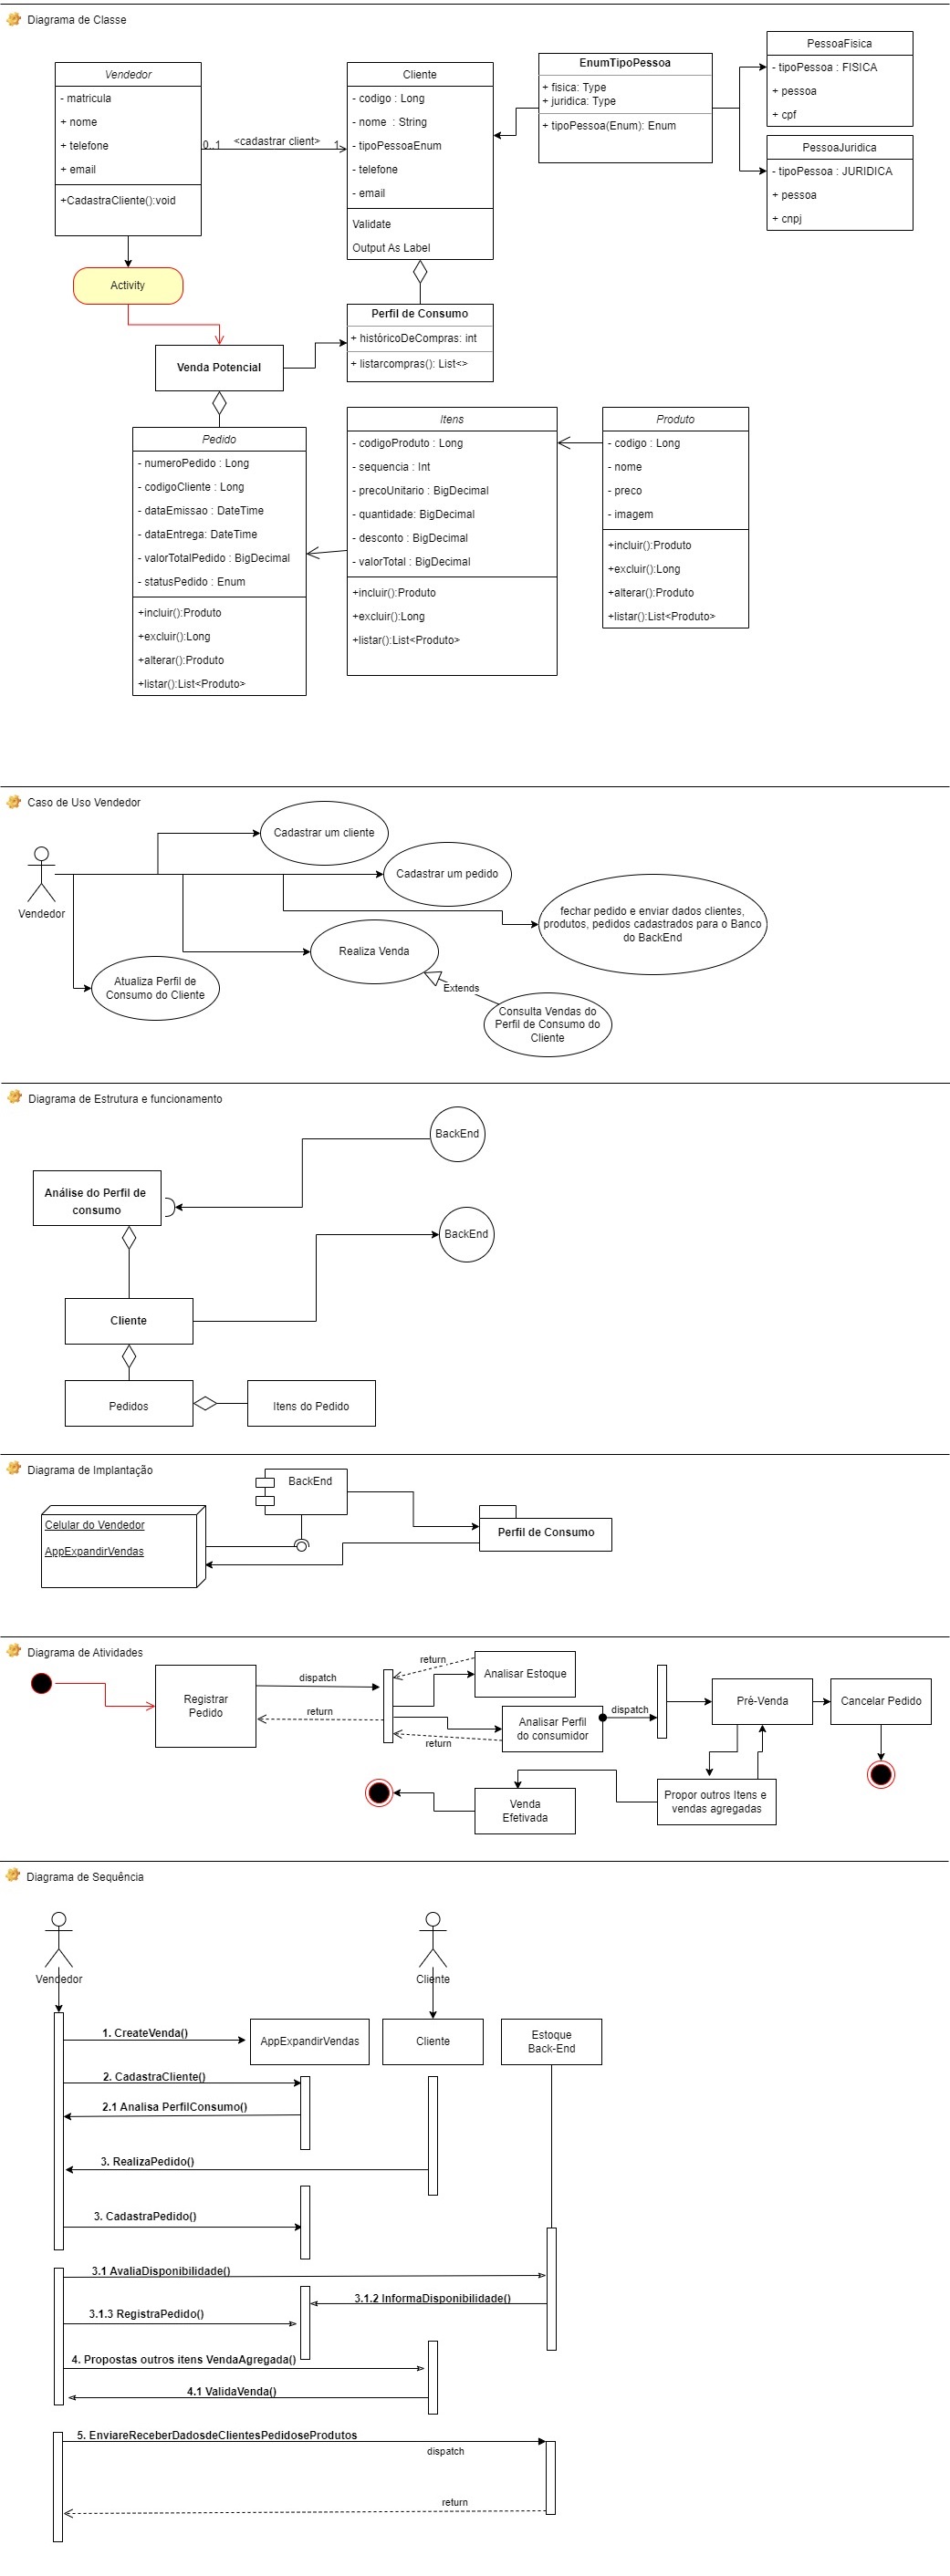 Diagrama de Classe
Vendedor
- matricula
+ nome
+ telefone
+ email
+CadastraCliente():void
0..1
<cadastrar client>
1
Cliente
- codigo : Long
- nome  : String
- tipoPessoaEnum
- telefone
- email
Validate
Output As Label
EnumTipoPessoa
+ fisica: Type
+ juridica: Type
+ tipoPessoa(Enum): Enum
PessoaFisica
- tipoPessoa : FISICA
+ pessoa
+ cpf
PessoaJuridica
- tipoPessoa : JURIDICA
+ pessoa
+ cnpj
Activity
Venda Potencial
Perfil de Consumo
+ históricoDeCompras: int
+ listarcompras(): List<>
Pedido
- numeroPedido : Long
- codigoCliente : Long
- dataEmissao : DateTime
- dataEntrega: DateTime
- valorTotalPedido : BigDecimal
- statusPedido : Enum
+incluir():Produto
+excluir():Long
+alterar():Produto
+listar():List<Produto>
Itens
- codigoProduto : Long
- sequencia : Int
- precoUnitario : BigDecimal
- quantidade: BigDecimal
- desconto : BigDecimal
- valorTotal : BigDecimal
+incluir():Produto
+excluir():Long
+listar():List<Produto>
Produto
- codigo : Long
- nome
- preco
- imagem
+incluir():Produto
+excluir():Long
+alterar():Produto
+listar():List<Produto>
Caso de Uso Vendedor
Vendedor
Cadastrar um cliente
Cadastrar um pedido
fechar pedido e enviar dados clientes,
produtos, pedidos cadastrados para o Banco
do BackEnd
Realiza Venda
Atualiza Perfil de
Consumo do Cliente
Extends
Consulta Vendas do
Perfil de Consumo do
Cliente
Diagrama de Estrutura e funcionamento
BackEnd
Análise do Perfil de
consumo
BackEnd
Cliente
Pedidos
Itens do Pedido
Diagrama de Implantação
BackEnd
Celular do Vendedor
AppExpandirVendas
Perfil de Consumo
Diagrama de Atividades
Registrar
Pedido
dispatch
return
return
Analisar Estoque
Analisar Perfil
do consumidor
return
dispatch
Pré-Venda
Cancelar Pedido
Propor outros Itens e
vendas agregadas
Venda
Efetivada
Diagrama de Sequência
Vendedor
Cliente
1. CreateVenda()
AppExpandirVendas
Cliente
Estoque
Back-End
2. CadastraCliente()
2.1 Analisa PerfilConsumo()
3. RealizaPedido()
3. CadastraPedido()
3.1 AvaliaDisponibilidade()
3.1.2 InformaDisponibilidade()
3.1.3 RegistraPedido()
4. Propostas outros itens VendaAgregada()
4.1 ValidaVenda()
5. EnviareReceberDadosdeClientesPedidoseProdutos
dispatch
return